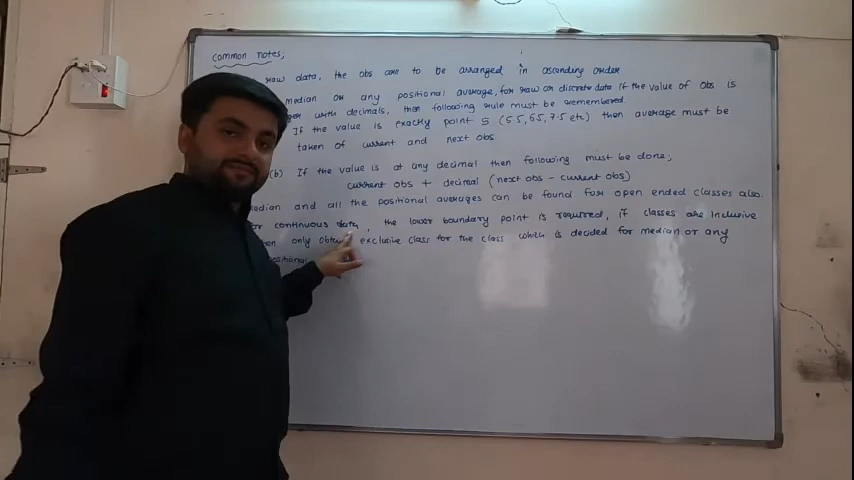 common notes;
raw data, the obs are to be arranged in ascending order
median or any positional average, for raw or discrete data if the value of obs is
with decimals, then following rule must be remembered.
If the value is exactly point 5 (5.5, 6.5, 7.5 etc) then average must be
taken of current and next obs
(b) If the value is at any decimal then following must be done,
current obs + decimal (next obs - current obs)
median and all the positional averages can be found for open ended classes also.
continuous data, the lower boundary point is required, if classes are inclusive
only obtain exclusive class for the class which is decided for median or any
positional